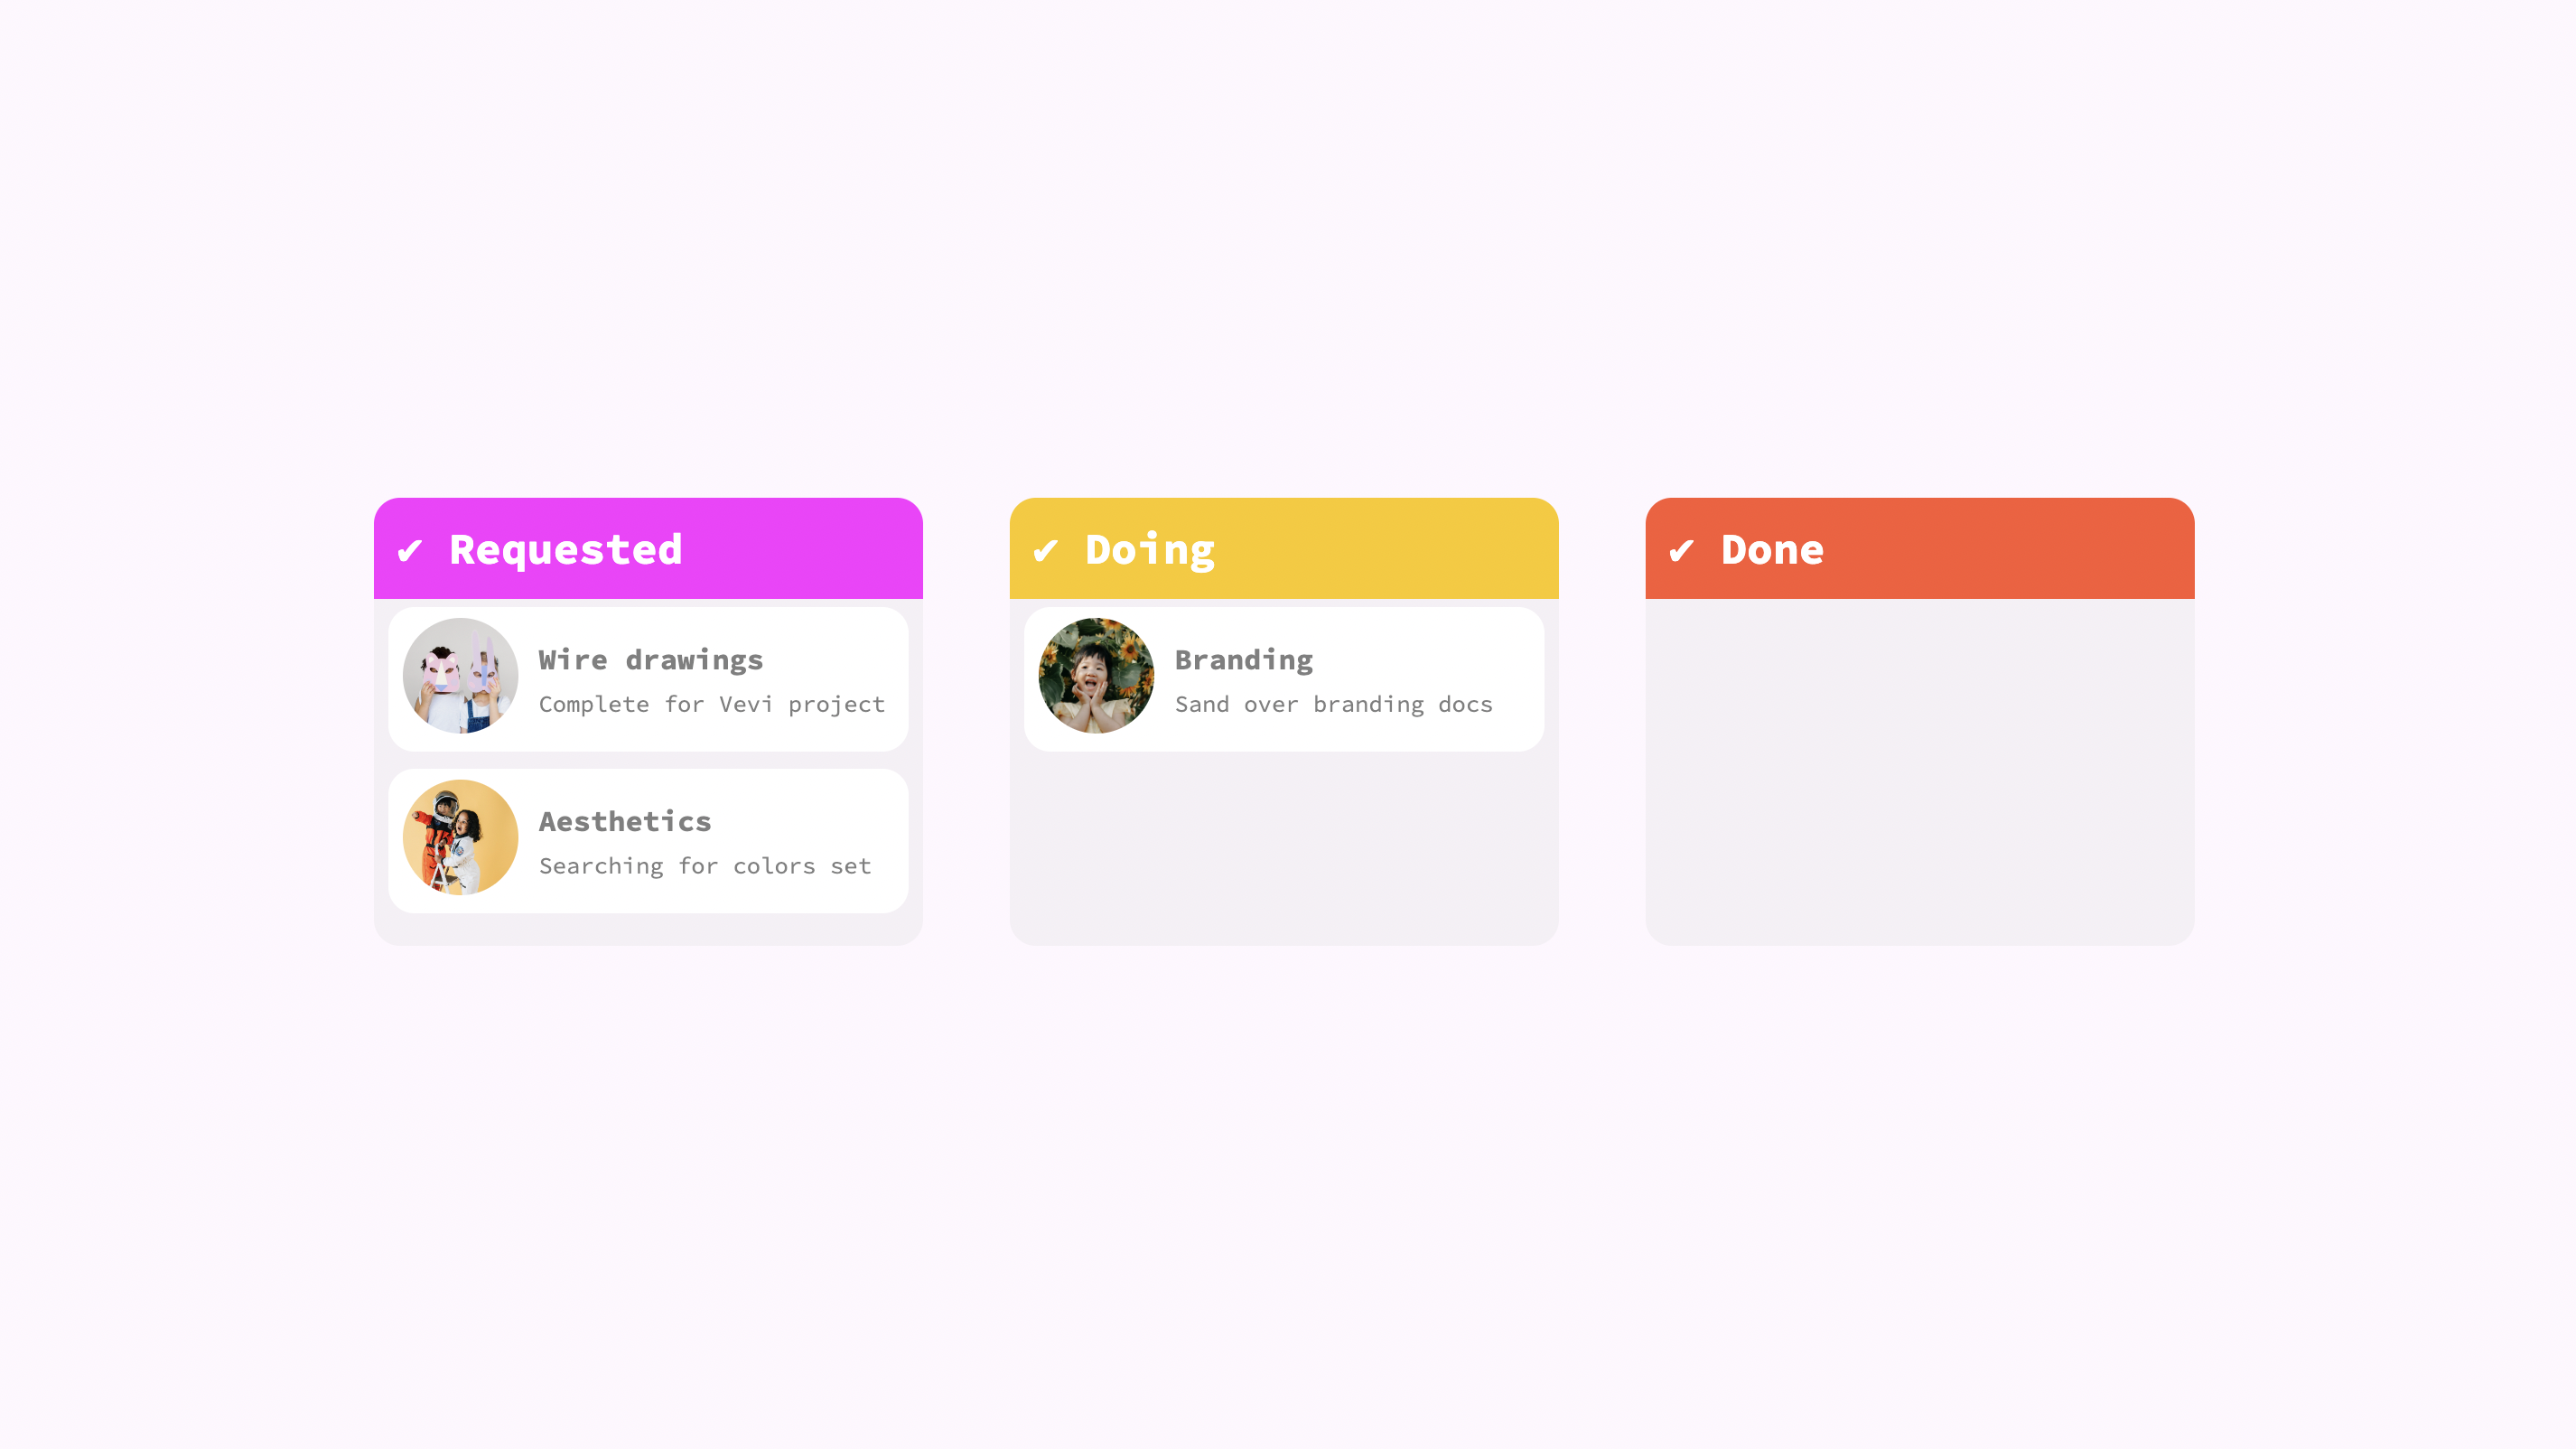 ✔ Requested
Wire drawings
Complete for Vevi project
Aesthetics
Searching for colors set
✔ Doing
Branding
Sand over branding docs
✔ Done